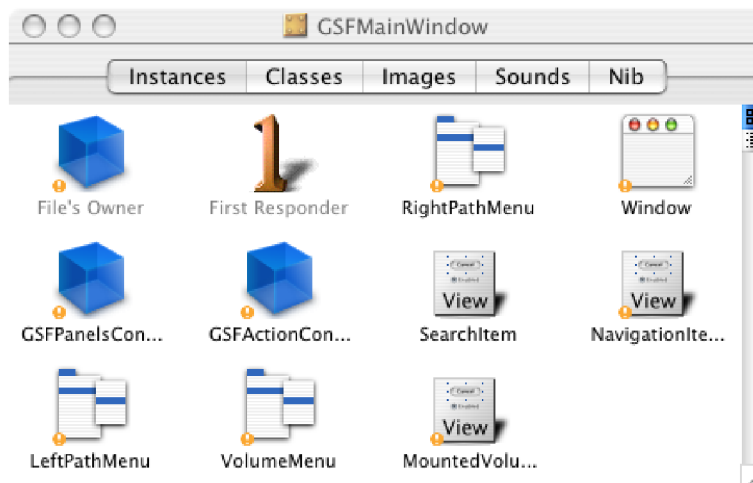 GSFMainWindow
Instances Classes Images Sounds Nib
File's Owner First Responder RightPathMenu Window
GSFPanelsCon... GSFActionCon... SearchItem NavigationIte...
View View
LeftPathMenu VolumeMenu MountedVolu...
View